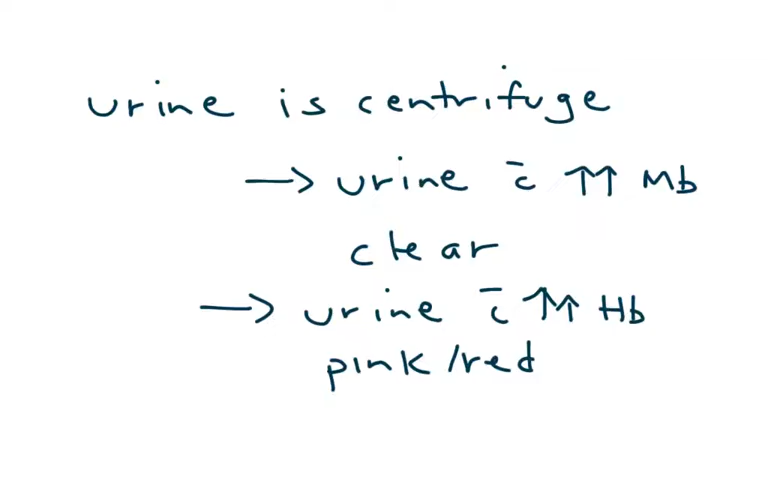 urine is centrifuge
→ urine c̄ ↑↑ Mb
clear
→ urine c̄ ↑↑ Hb
pink/red